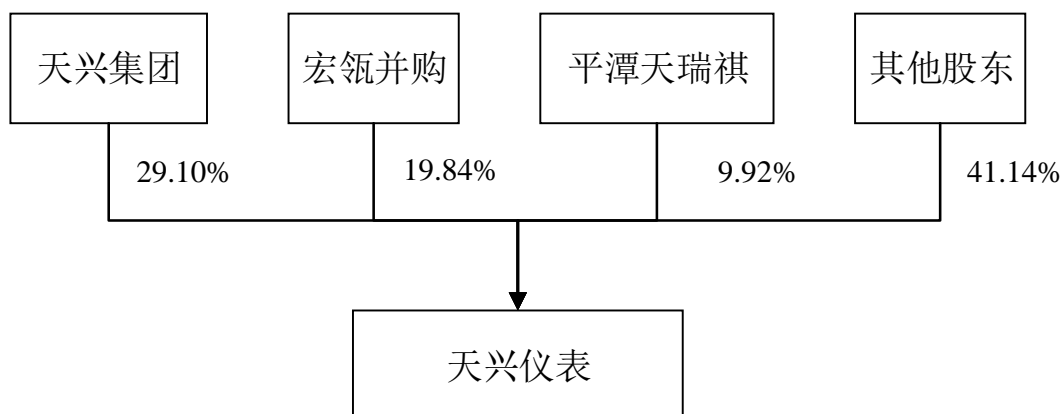 天兴集团
宏瓴并购
平潭天瑞祺
其他股东
29.10%
19.84%
9.92%
41.14%
天兴仪表